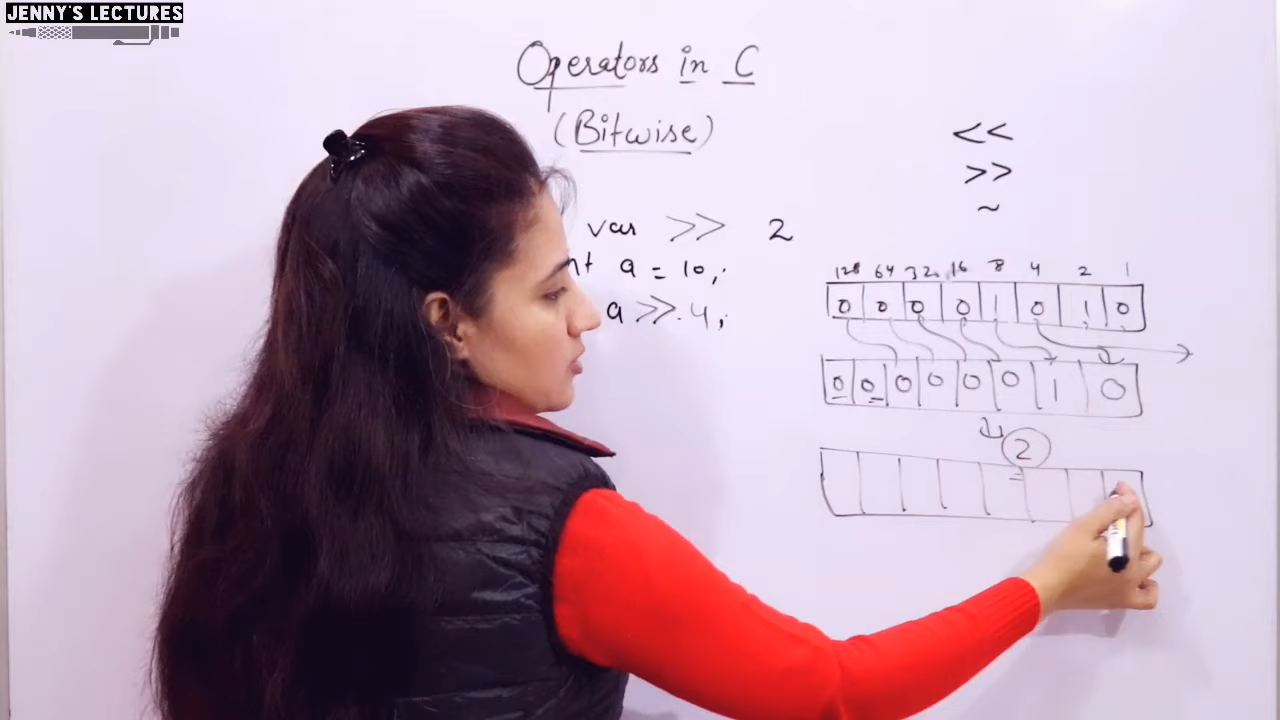 JENNY'S LECTURES
Operators in C
(Bitwise)
<<
>>
~
var >> 2
nt a = 10;
a >> 4;
128 64 32 16 8 4 2 1
0 0 0 0 1 0 1 0
0 0 0 0 0 0 1 0
2